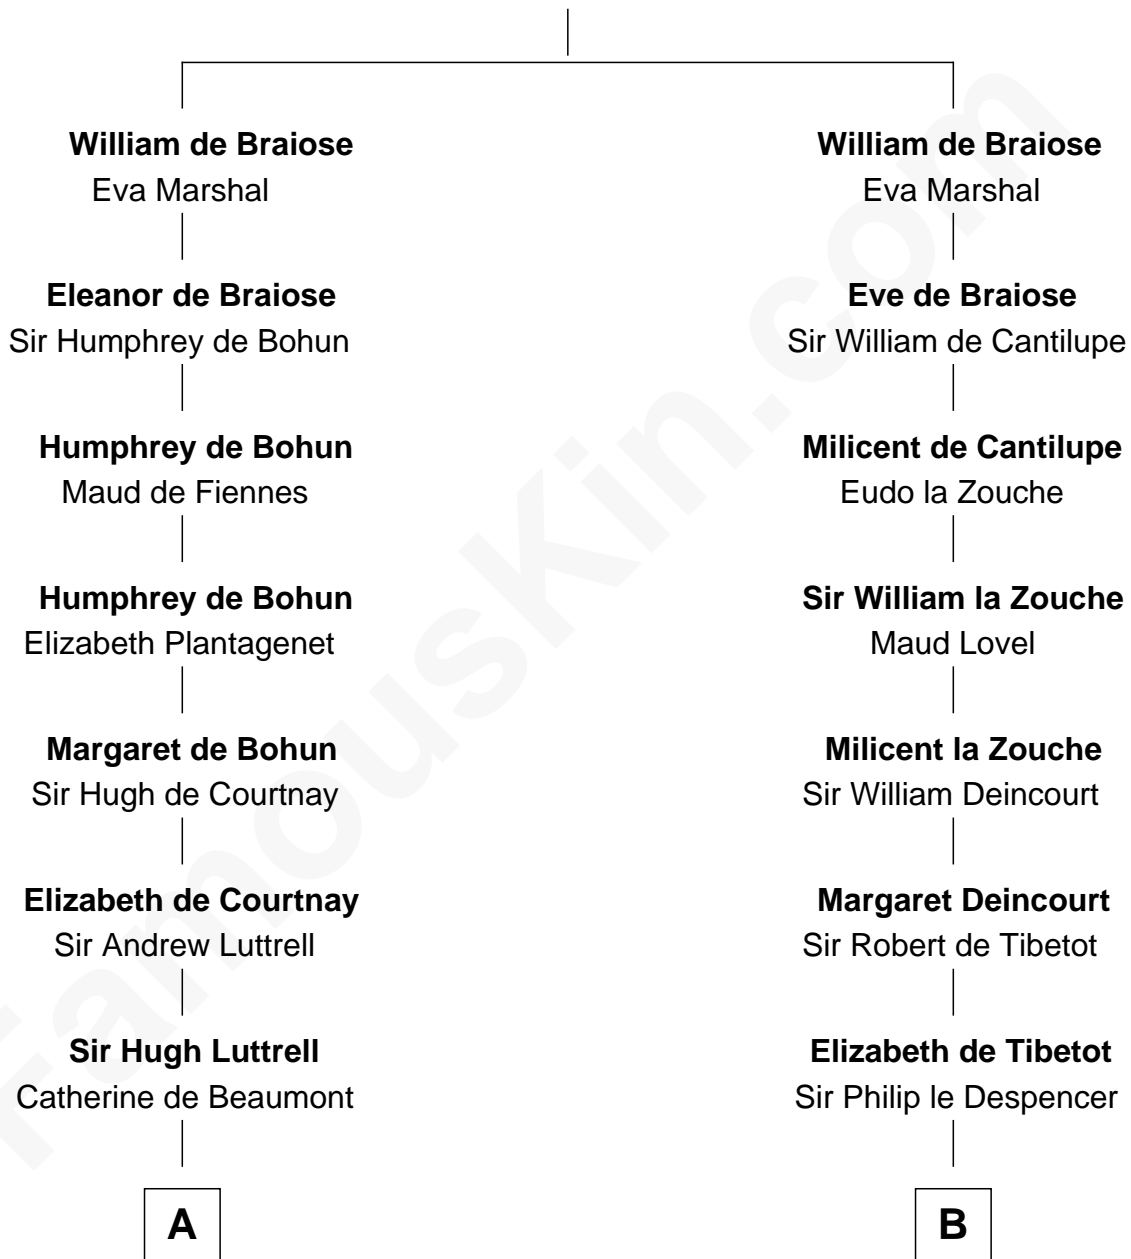 William de Braiose
Eva Marshal
Eleanor de Braiose
Sir Humphrey de Bohun
Humphrey de Bohun
Maud de Fiennes
Humphrey de Bohun
Elizabeth Plantagenet
Margaret de Bohun
Sir Hugh de Courtnay
Elizabeth de Courtnay
Sir Andrew Luttrell
Sir Hugh Luttrell
Catherine de Beaumont
A
William de Braiose
Eva Marshal
Eve de Braiose
Sir William de Cantilupe
Milicent de Cantilupe
Eudo la Zouche
Sir William la Zouche
Maud Lovel
Milicent la Zouche
Sir William Deincourt
Margaret Deincourt
Sir Robert de Tibetot
Elizabeth de Tibetot
Sir Philip le Despencer
B
FamousKin.com